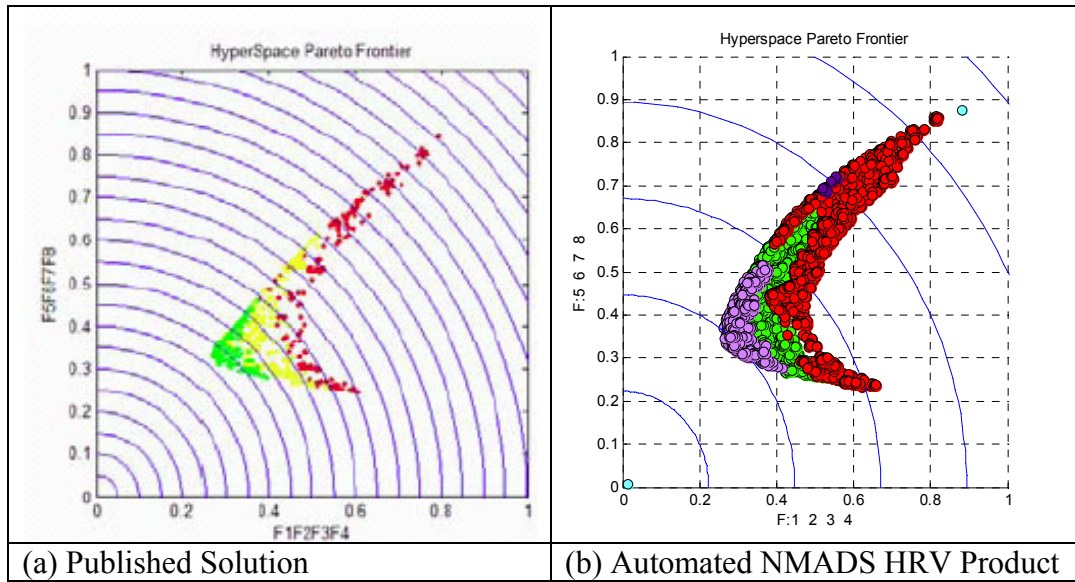 HyperSpace Pareto Frontier
1
0.9
0.8
0.7
0.6
0.5
0.4
0.3
0.2
0.1
0
F5F6F7F8
0 0.2 0.4 0.6 0.8 1
F1F2F3F4
(a) Published Solution
Hyperspace Pareto Frontier
1
0.9
0.8
0.7
0.6
0.5
0.4
0.3
0.2
0.1
0
F: 5 6 7 8
0 0.2 0.4 0.6 0.8 1
F:1 2 3 4
(b) Automated NMADS HRV Product